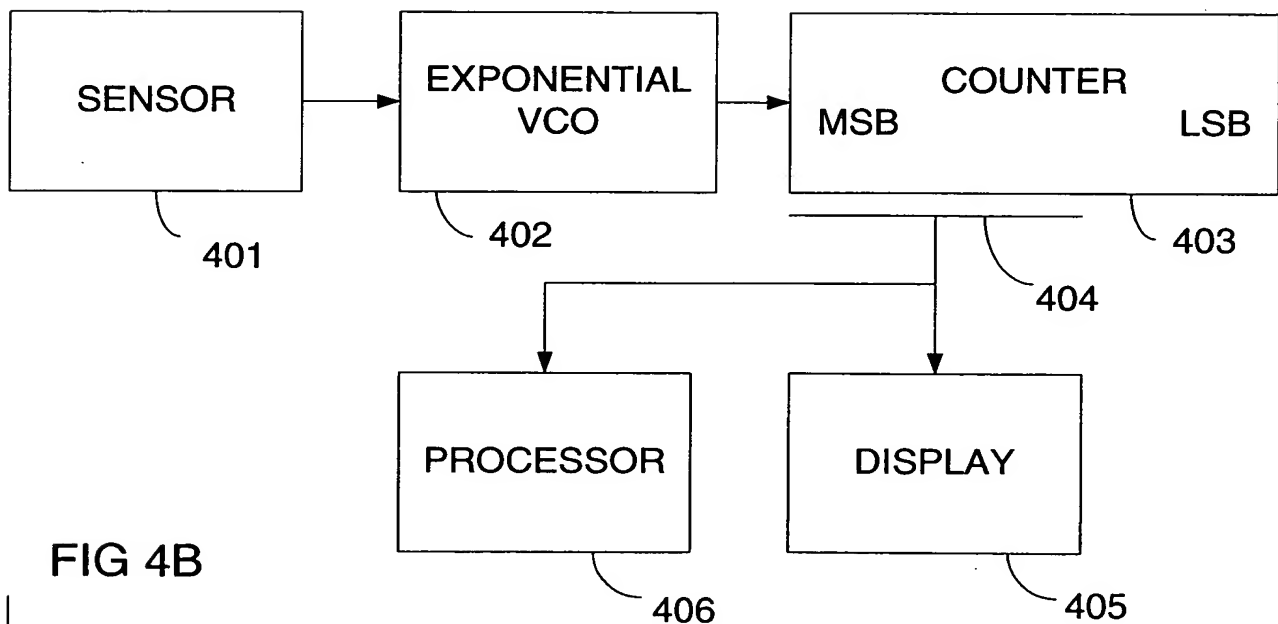 SENSOR
EXPONENTIAL
VCO
COUNTER
MSB LSB
401
402
403
404
PROCESSOR
DISPLAY
FIG 4B
406
405